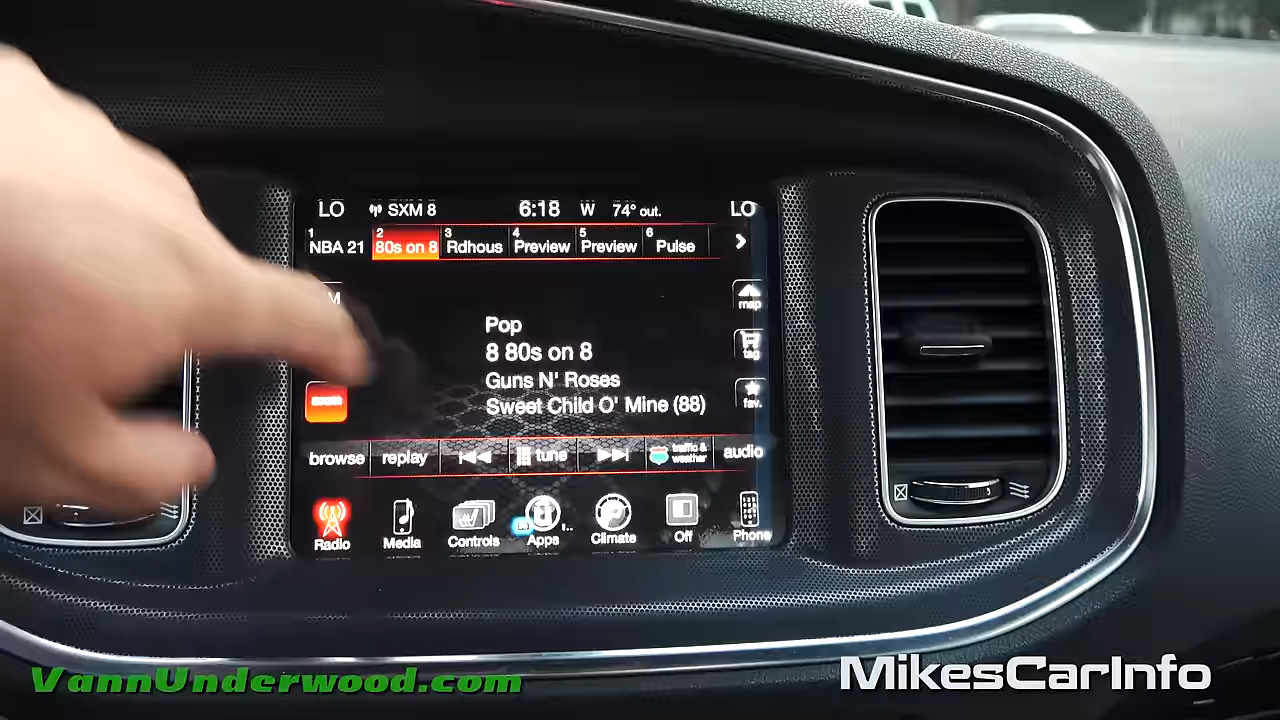 LO SXM 8 6:18 W 74° out. LO
1 NBA 21 2 80s on 8 3 Rdhous 4 Preview 5 Preview 6 Pulse
map
Pop
8 80s on 8
tag
Guns N' Roses
fav.
Sweet Child O' Mine (88)
browse replay tune traffic & weather audio
Radio Media Controls Apps Climate Off Phone
VannUnderwood.com
MikesCarInfo